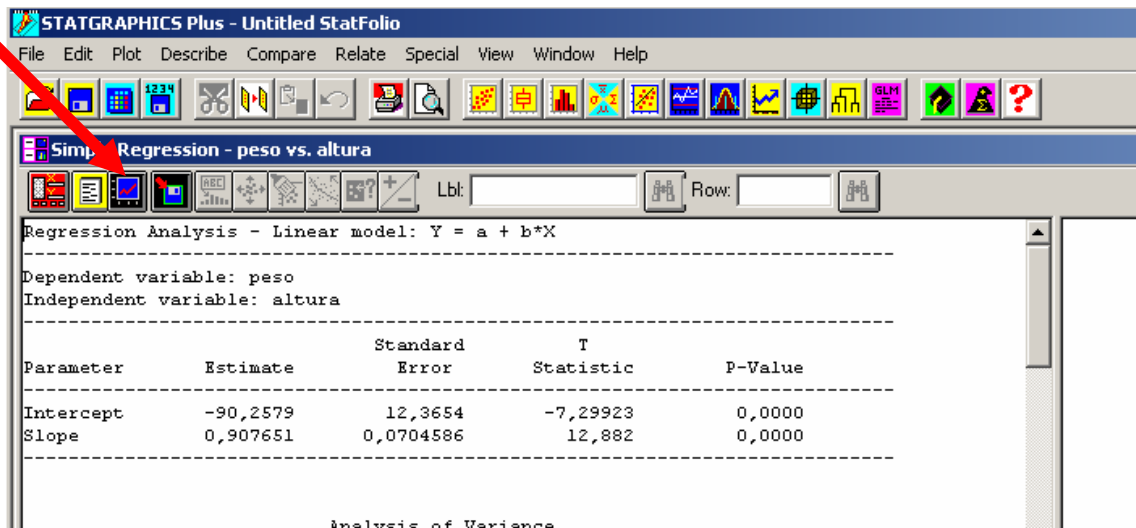 STATGRAPHICS Plus - Untitled StatFolio
File Edit Plot Describe Compare Relate Special View Window Help
1234
GLM
Regression - peso vs. altura
ABC
Lbl: Row:
Regression Analysis - Linear model: Y = a + b*X
Dependent variable: peso
Independent variable: altura
Standard T
Parameter Estimate Error Statistic P-Value
Intercept -90,2579 12,3654 -7,29923 0,0000
Slope 0,907651 0,0704586 12,882 0,0000
Analysis of Variance